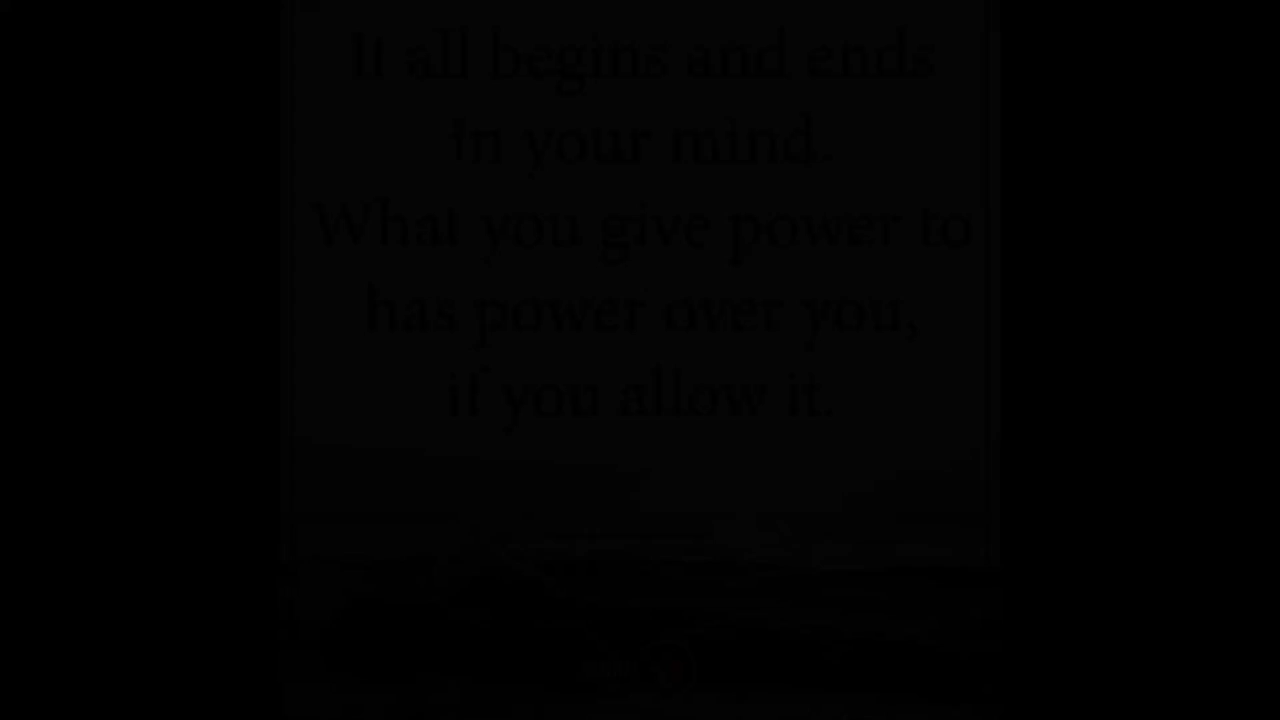 It all begins and ends
in your mind.
What you give power to
has power over you,
if you allow it.